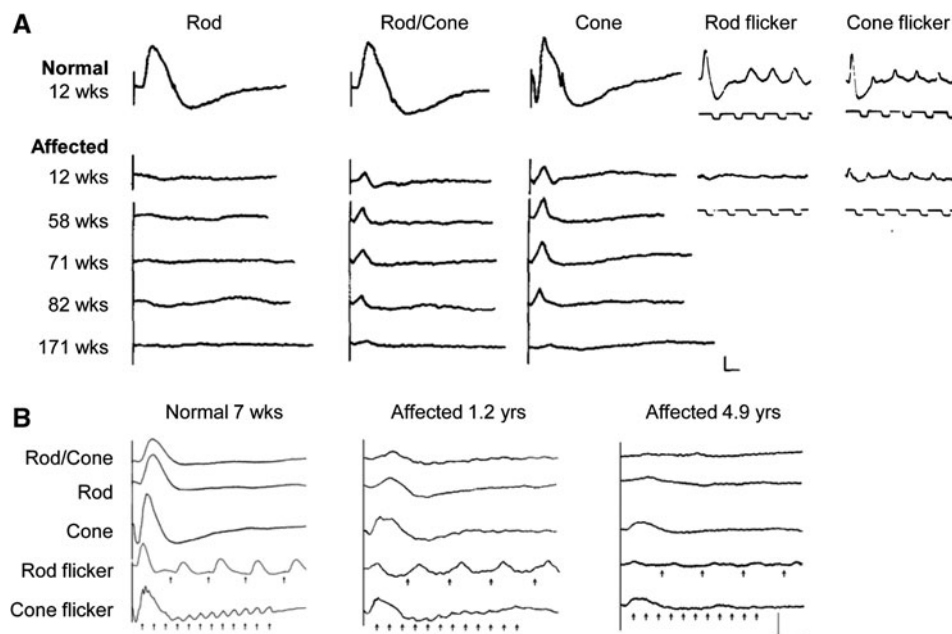 A
Rod
Rod/Cone
Cone
Rod flicker
Cone flicker
Normal
12 wks
Affected
12 wks
58 wks
71 wks
82 wks
171 wks
B
Normal 7 wks
Affected 1.2 yrs
Affected 4.9 yrs
Rod/Cone
Rod
Cone
Rod flicker
Cone flicker